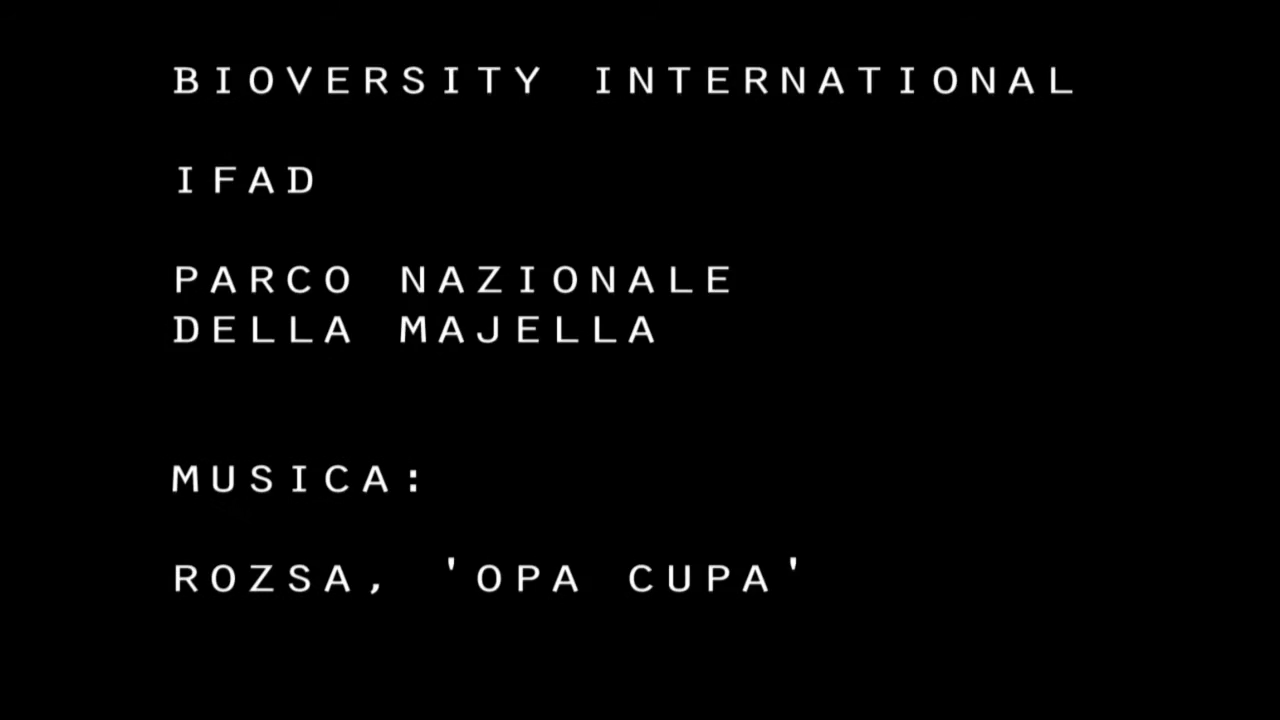 BIOVERSITY INTERNATIONAL
IFAD
PARCO NAZIONALE
DELLA MAJELLA
MUSICA:
ROZSA, 'OPA CUPA'